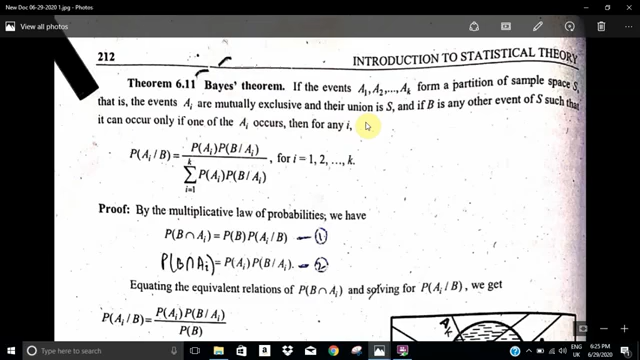 New Doc 06-29-2020 1.jpg
View all photos
212
INTRODUCTION TO STATISTICAL THEORY
Theorem 6.11 Bayes' theorem. If the events A₁, A₂, ..., Aₖ form a partition of sample space S,
that is, the events Aᵢ are mutually exclusive and their union is S, and if B is any other event of S such that
it can occur only if one of the Aᵢ occurs, then for any i,
P(Aᵢ / B) = P(Aᵢ)P(B / Aᵢ) / ∑ᵢ₌₁ᵏ P(Aᵢ)P(B / Aᵢ), for i = 1, 2, ..., k.
Proof: By the multiplicative law of probabilities, we have
P(B ∩ Aᵢ) = P(B) P(Aᵢ / B) — ①
P(B ∩ Aᵢ) = P(Aᵢ) P(B / Aᵢ). — ②
Equating the equivalent relations of P(B ∩ Aᵢ) and solving for P(Aᵢ / B), we get
P(Aᵢ / B) = P(Aᵢ) P(B / Aᵢ) / P(B)
Aₖ
Type here to search
ENG
UK
6:25 PM
6/29/2020